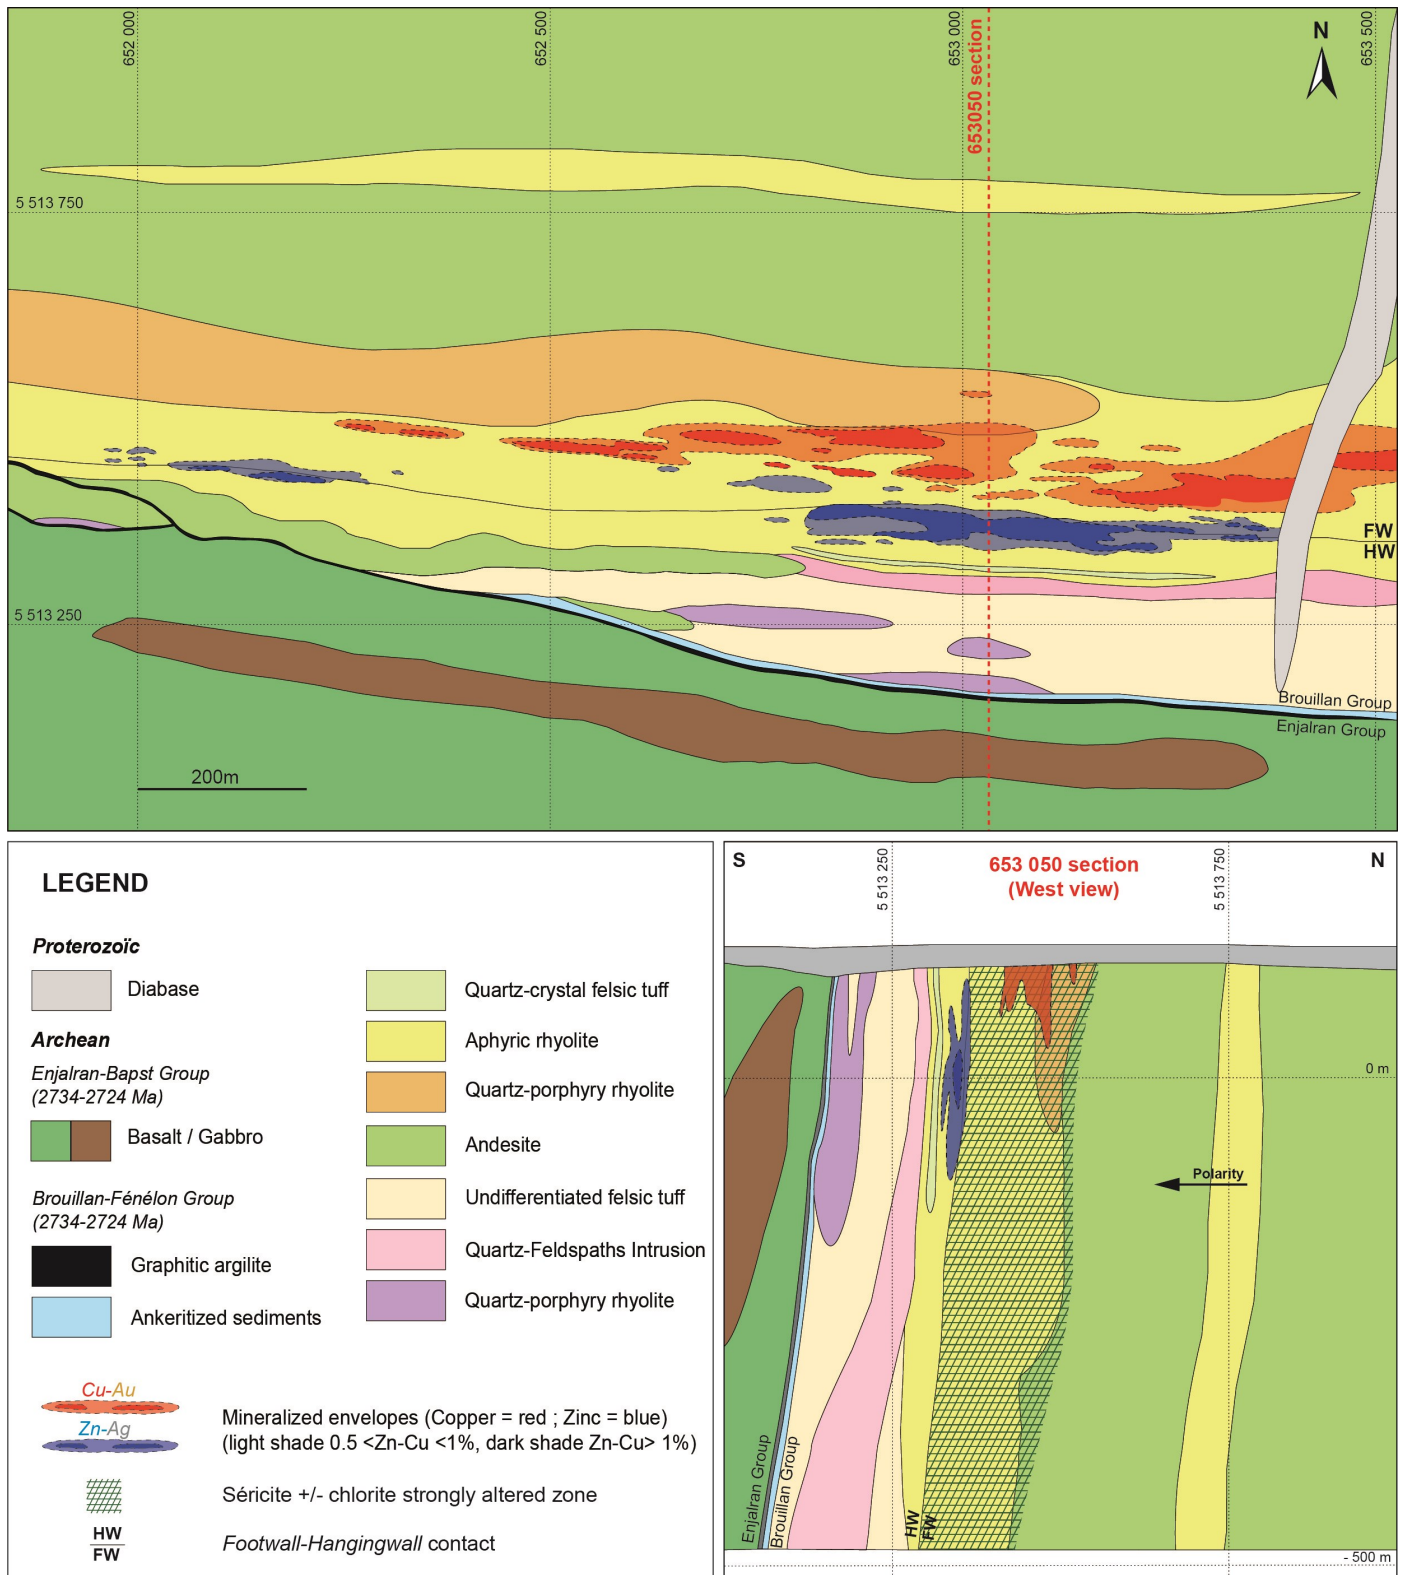 652 000
652 500
653 000
653050 section
653 500
N
5 513 750
FW
HW
5 513 250
Brouillan Group
Enjalran Group
200m
LEGEND
Proterozoïc
Diabase
Archean
Enjalran-Bapst Group
(2734-2724 Ma)
Basalt / Gabbro
Brouillan-Fénélon Group
(2734-2724 Ma)
Graphitic argilite
Ankeritized sediments
Quartz-crystal felsic tuff
Aphyric rhyolite
Quartz-porphyry rhyolite
Andesite
Undifferentiated felsic tuff
Quartz-Feldspaths Intrusion
Quartz-porphyry rhyolite
Cu-Au
Zn-Ag
Mineralized envelopes (Copper = red ; Zinc = blue)
(light shade 0.5 <Zn-Cu <1%, dark shade Zn-Cu> 1%)
Séricite +/- chlorite strongly altered zone
HW
FW
Footwall-Hangingwall contact
S
5 513 250
653 050 section
(West view)
5 513 750
N
0 m
Polarity
Enjalran Group
Brouillan Group
HW
FW
- 500 m